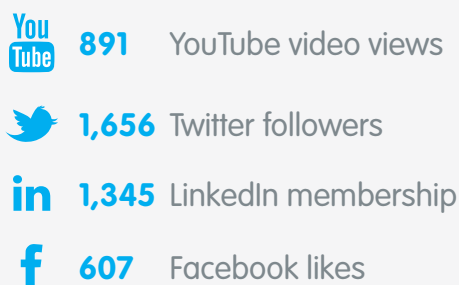 You
Tube
891 YouTube video views
1,656 Twitter followers
in 1,345 LinkedIn membership
f 607 Facebook likes